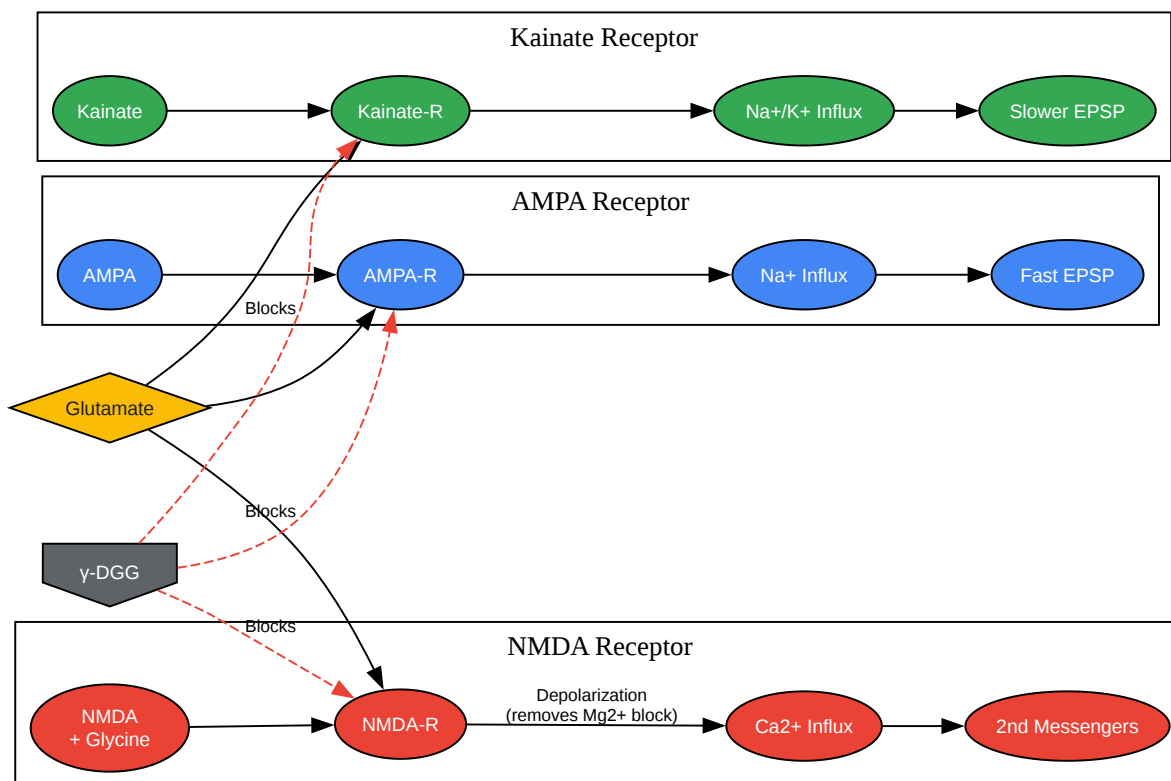 Kainate Receptor
Kainate
Kainate-R
Na+/K+ Influx
Slower EPSP
AMPA Receptor
AMPA
AMPA-R
Na+ Influx
Fast EPSP
Blocks
Glutamate
Blocks
γ-DGG
Blocks
NMDA Receptor
NMDA
+ Glycine
NMDA-R
Depolarization
(removes Mg2+ block)
Ca2+ Influx
2nd Messengers